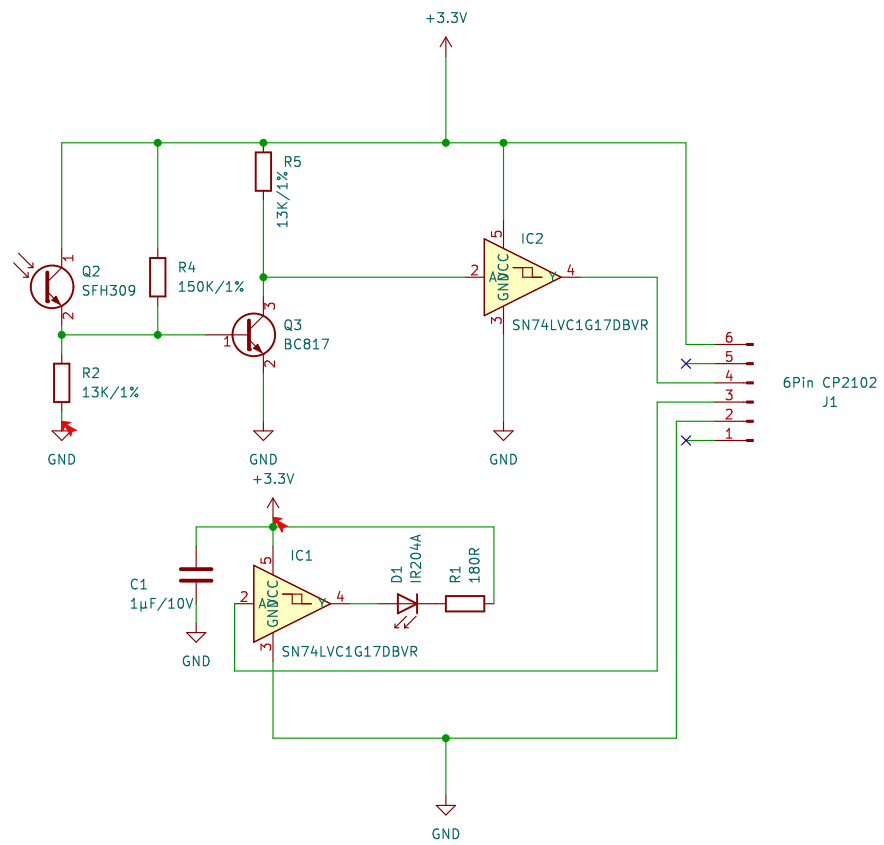 +3.3V
R5
13K/1%
5
IC2
VCC
A
GND
Y
2
4
3
SN74LVC1G17DBVR
1
Q2
SFH309
2
R4
150K/1%
3
Q3
BC817
1
2
R2
13K/1%
GND
GND
GND
6
5
4
3
2
1
6Pin CP2102
J1
+3.3V
IC1
5
VCC
A
GND
Y
2
4
3
SN74LVC1G17DBVR
D1
IR204A
R1
180R
C1
1µF/10V
GND
GND